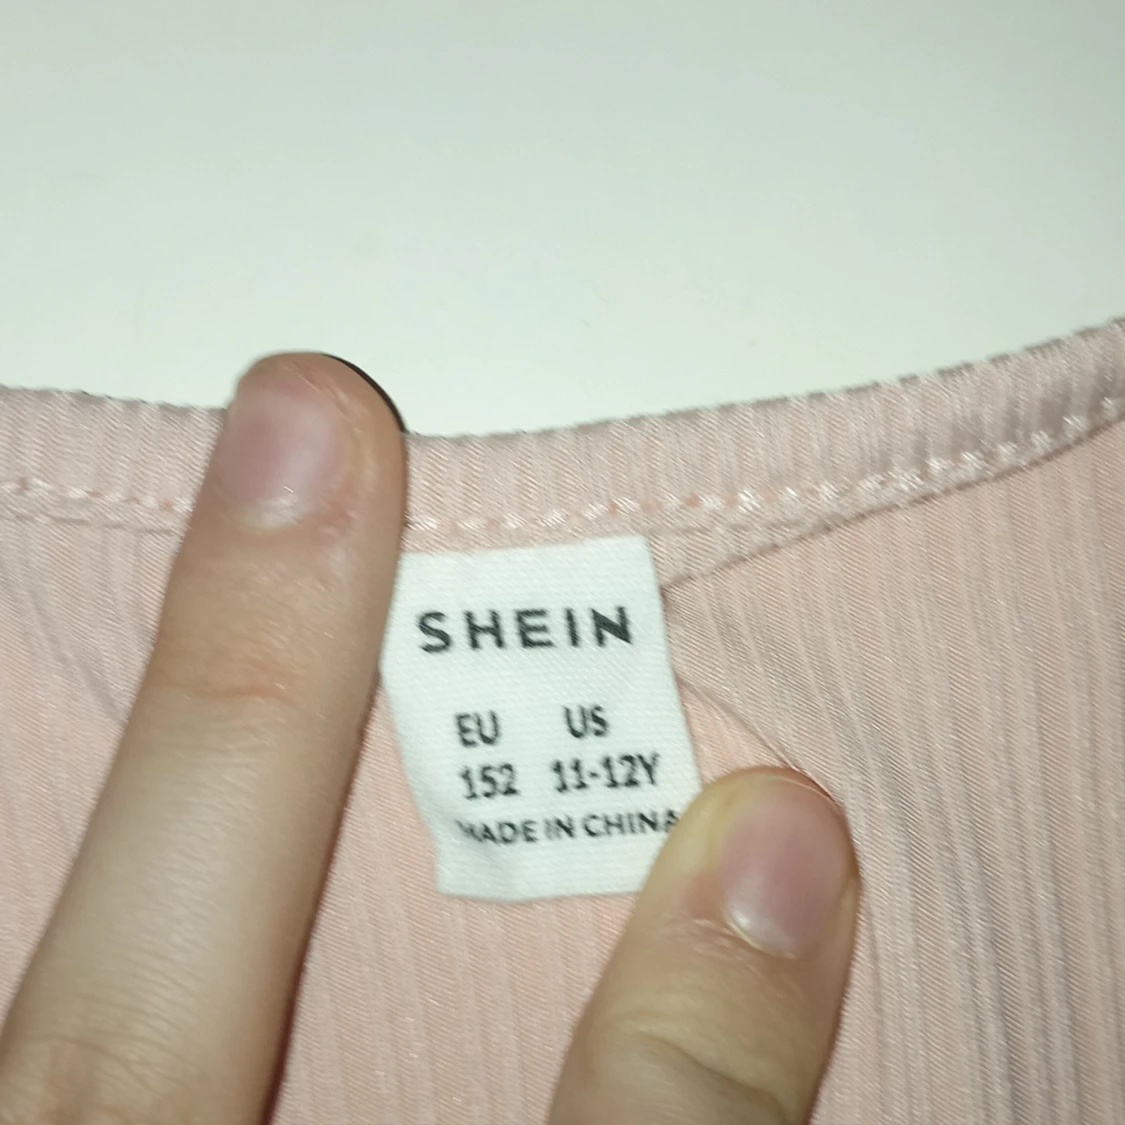 SHEIN
EU US
152 11-12Y
MADE IN CHINA